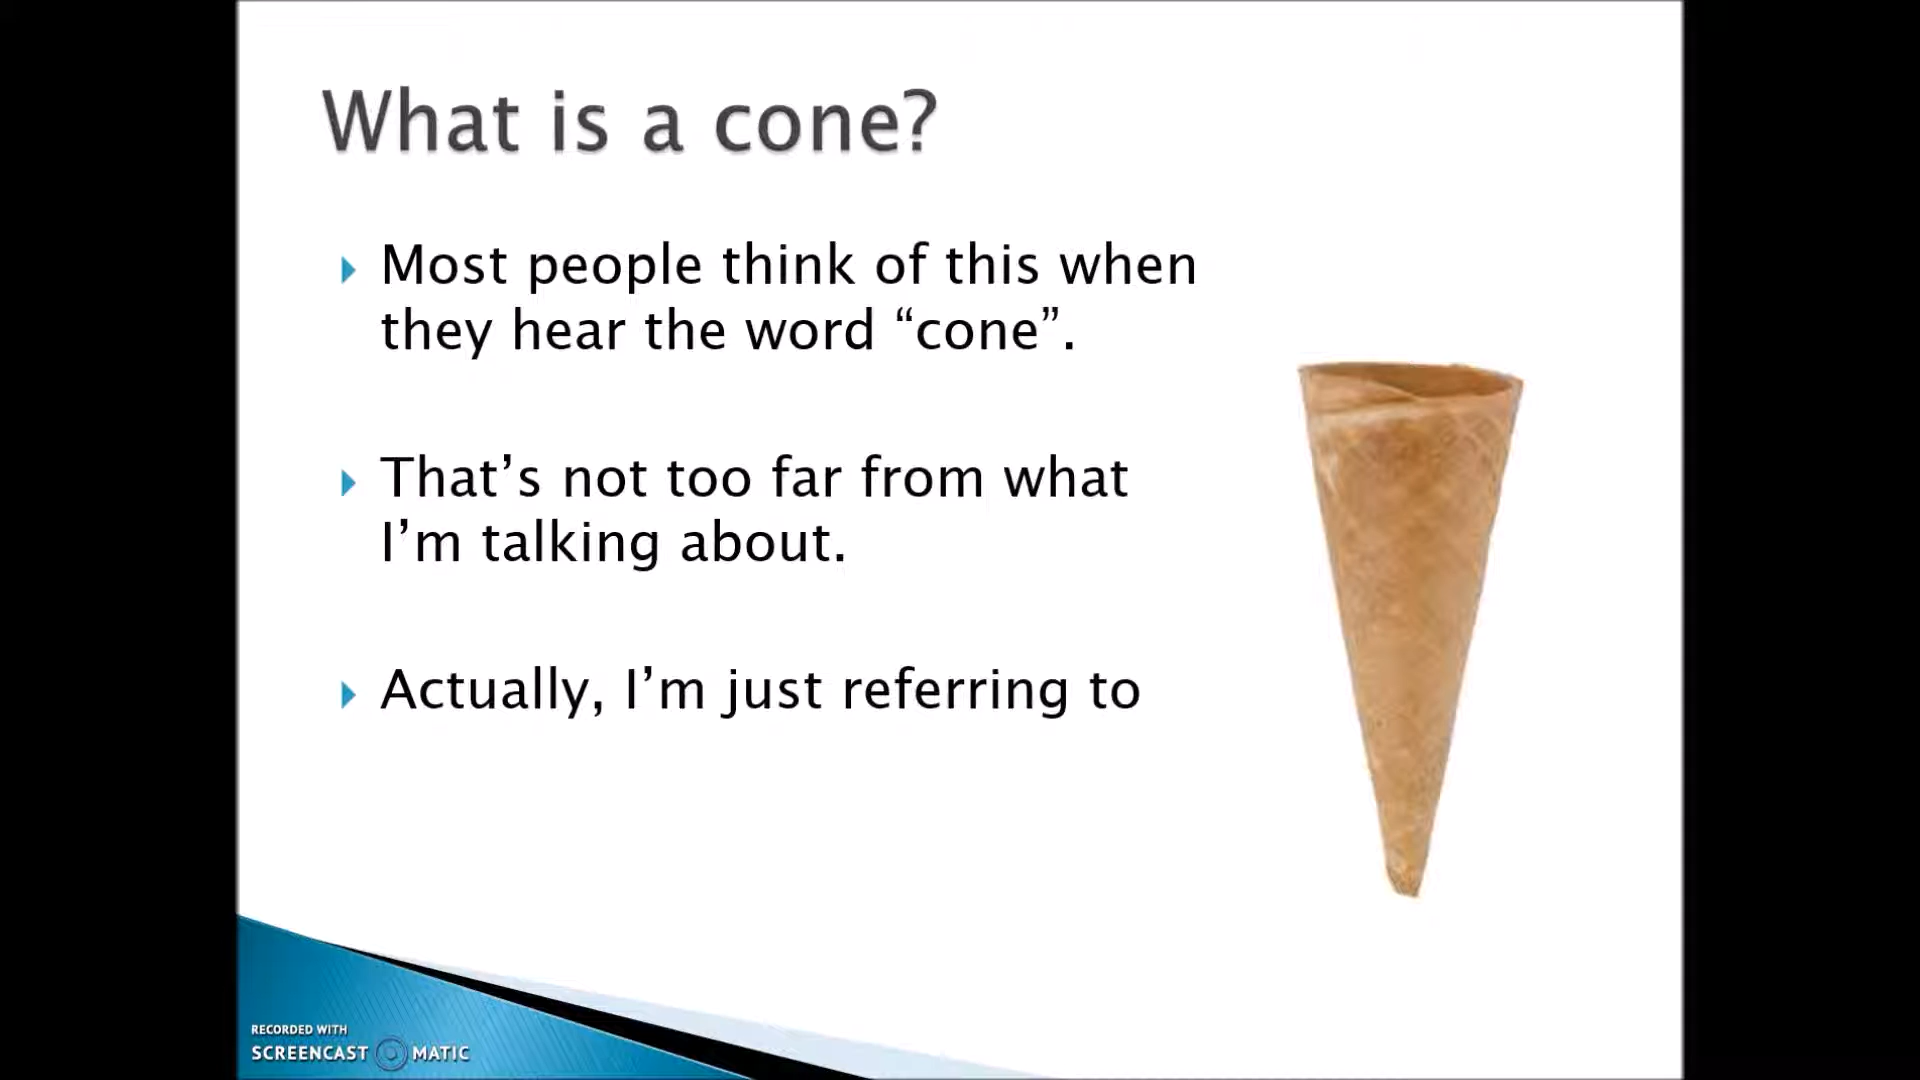 What is a cone?
Most people think of this when
they hear the word “cone”.
That’s not too far from what
I’m talking about.
Actually, I’m just referring to
RECORDED WITH
SCREENCAST MATIC